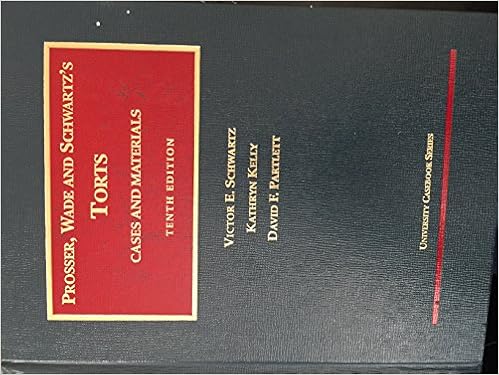 PROSSER, WADE AND SCHWARTZ'S
TORTS
CASES AND MATERIALS
TENTH EDITION
VICTOR E. SCHWARTZ
KATHRYN KELLY
DAVID F. PARTLETT
UNIVERSITY CASEBOOK SERIES